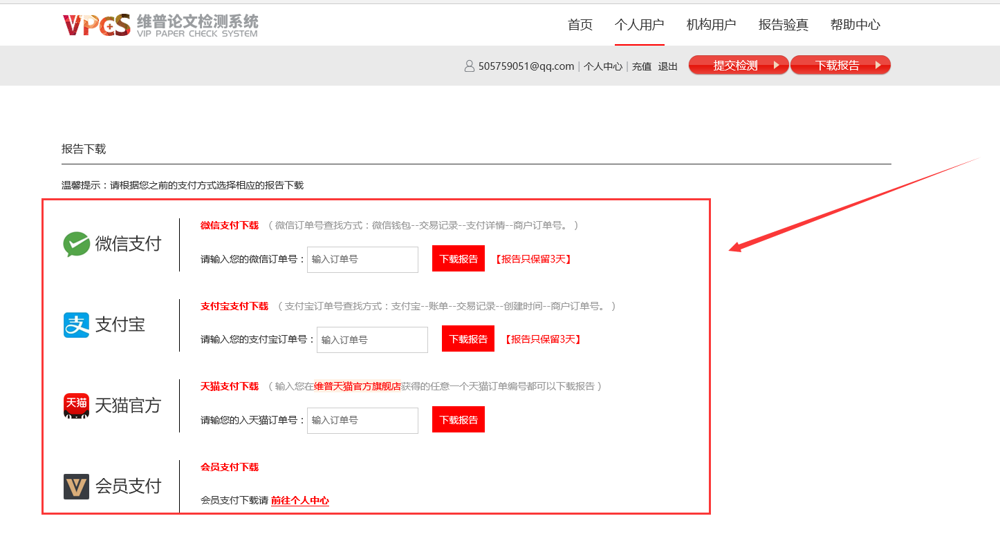 VPCS 维普论文检测系统
VIP PAPER CHECK SYSTEM
首页 个人用户 机构用户 报告验真 帮助中心
505759051@qq.com | 个人中心 | 充值 退出 提交检测 下载报告
报告下载
温馨提示：请根据您之前的支付方式选择相应的报告下载
微信支付
微信支付下载 （微信订单号查找方式：微信钱包--交易记录--支付详情--商户订单号。）
请输入您的微信订单号： 输入订单号 下载报告 【报告只保留3天】
支付宝
支付宝支付下载 （支付宝订单号查找方式：支付宝--账单--交易记录--创建时间--商户订单号。）
请输入您的支付宝订单号： 输入订单号 下载报告 【报告只保留3天】
天猫 天猫官方
天猫支付下载 （输入您在维普天猫官方旗舰店获得的任意一个天猫订单编号都可以下载报告）
请输您的入天猫订单号： 输入订单号 下载报告
会员支付
会员支付下载
会员支付下载请 前往个人中心